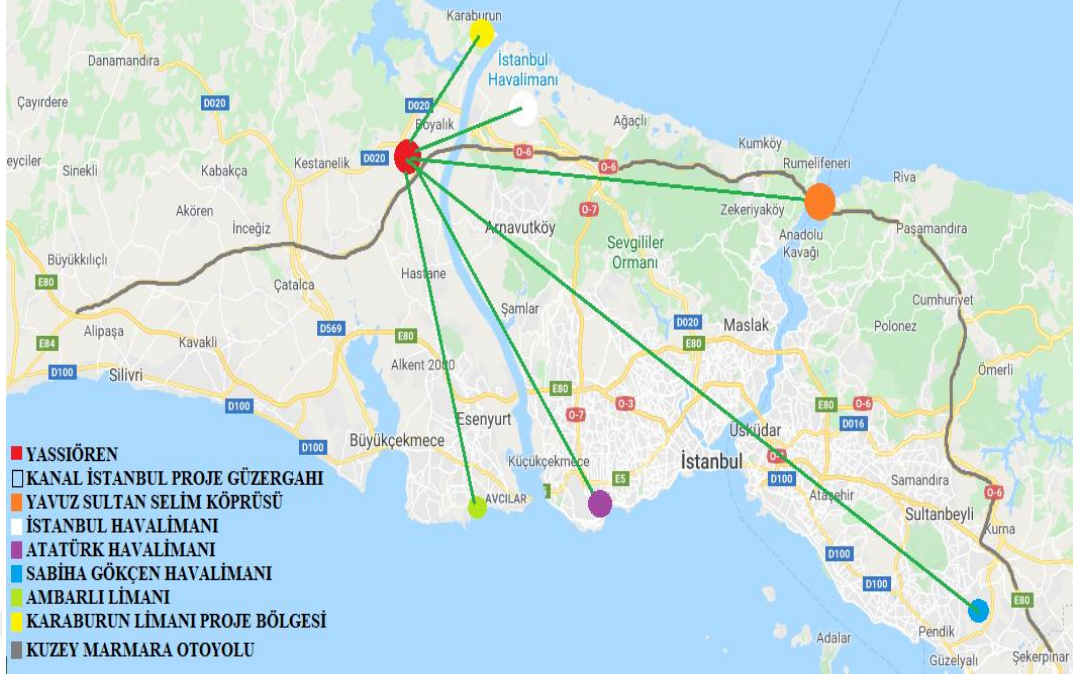 Karaburun
İstanbul
Havalimanı
Danamandıra
Çayırdere
D020
D020
Boyalık
Ağaçlı
Kumköy
eyciler
Sinekli
Kabakça
Kestanelik
D020
O-6
O-6
Rumelifeneri
Riva
Akören
O-7
Zekeriyaköy
İnceğiz
Arnavutköy
Anadolu
Kavağı
Paşamandıra
Sevgililer
Ormanı
Büyükkılıçlı
Hastane
E80
Çatalca
Şamlar
Cumhuriyet
Alipaşa
D569
E80
D020
Maslak
Polonez
E84
Kavakli
E80
D100
Silivri
Alkent 2000
Ömerli
D100
E80
O-3
E80
O-6
Esenyurt
O-7
D016
D100
Büyükçekmece
Üsküdar
YASSIÖREN
Küçükçekmece
İstanbul
KANAL İSTANBUL PROJE GÜZERGAHI
E5
D100
Samandıra
O-6
YAVUZ SULTAN SELİM KÖPRÜSÜ
AVCILAR
Ataşehir
Sultanbeyli
İSTANBUL HAVALİMANI
Kurna
ATATÜRK HAVALİMANI
D100
SABİHA GÖKÇEN HAVALİMANI
D100
AMBARLI LİMANI
E80
KARABURUN LİMANI PROJE BÖLGESİ
Pendik
Adalar
KUZEY MARMARA OTOYOLU
Güzelyalı
Şekerpınar